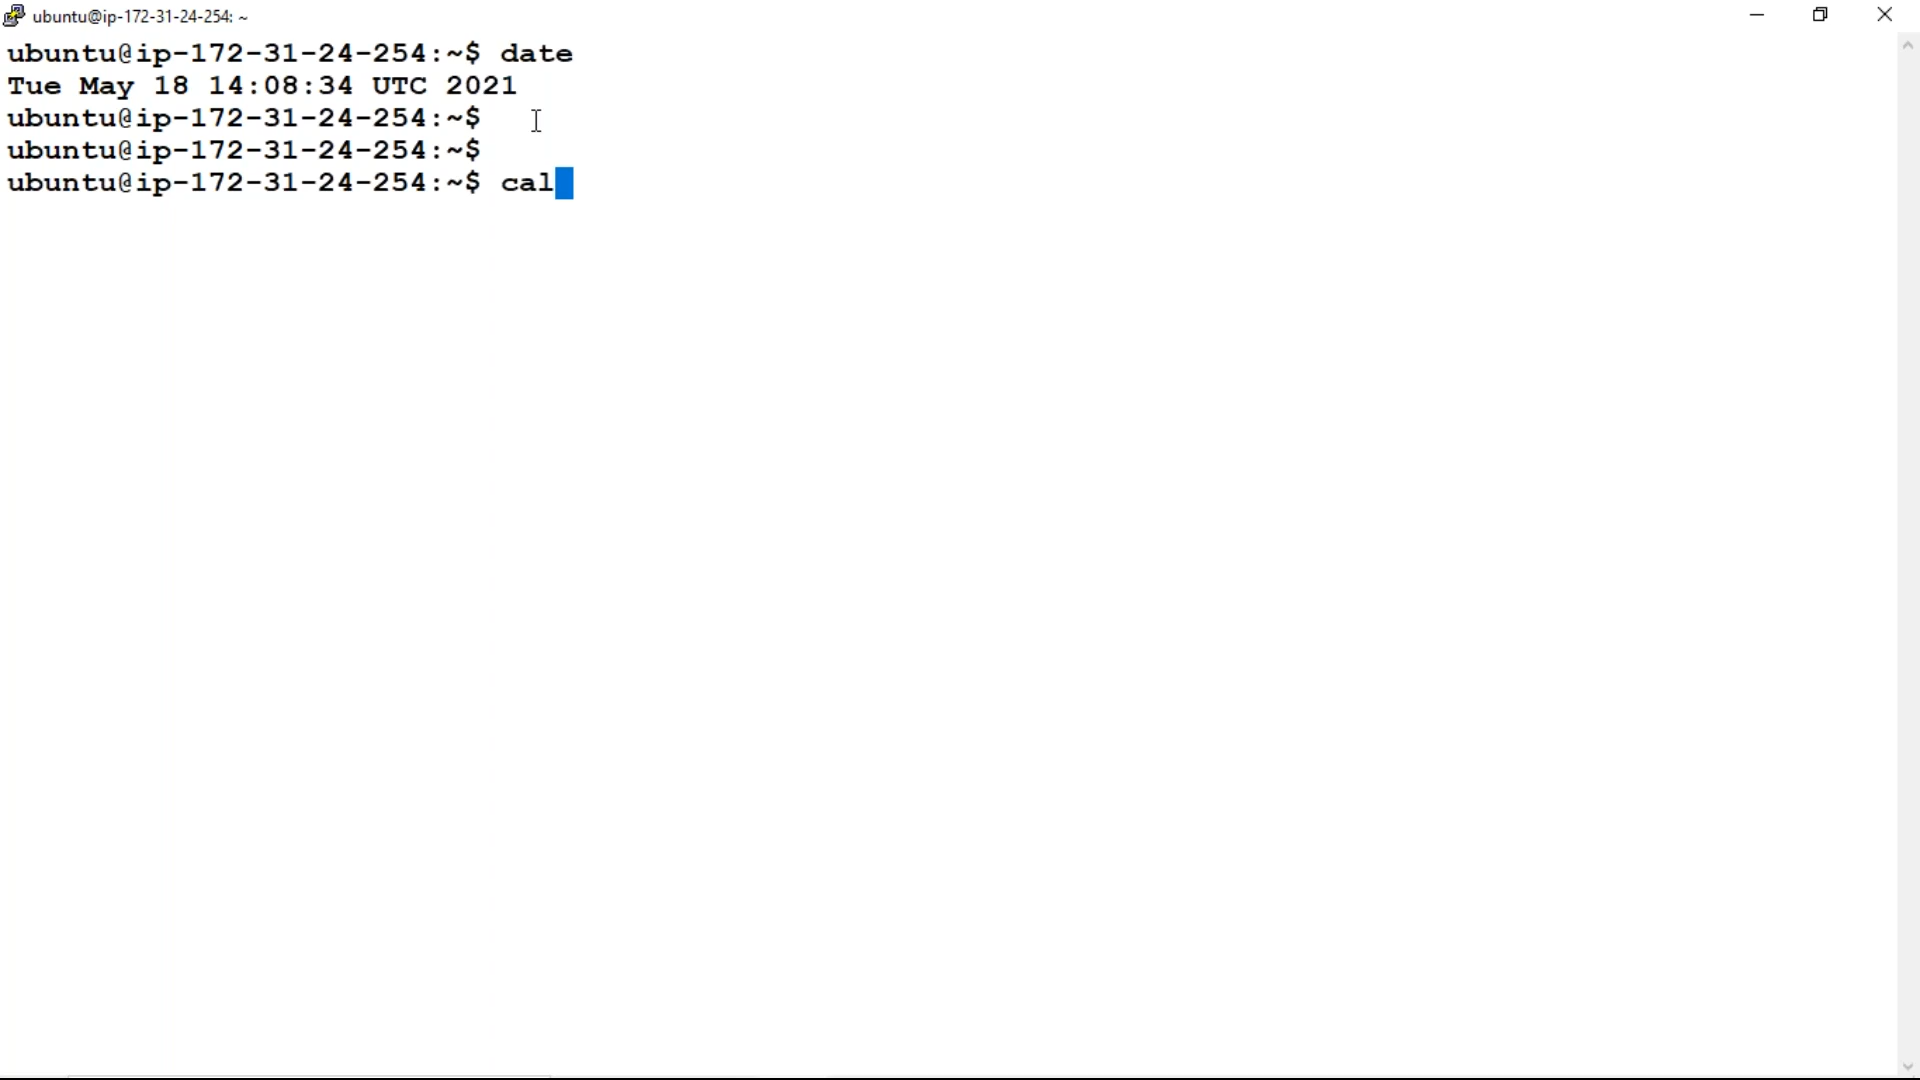 ubuntu@ip-172-31-24-254: ~
ubuntu@ip-172-31-24-254:~$ date
Tue May 18 14:08:34 UTC 2021
ubuntu@ip-172-31-24-254:~$
ubuntu@ip-172-31-24-254:~$
ubuntu@ip-172-31-24-254:~$ cal